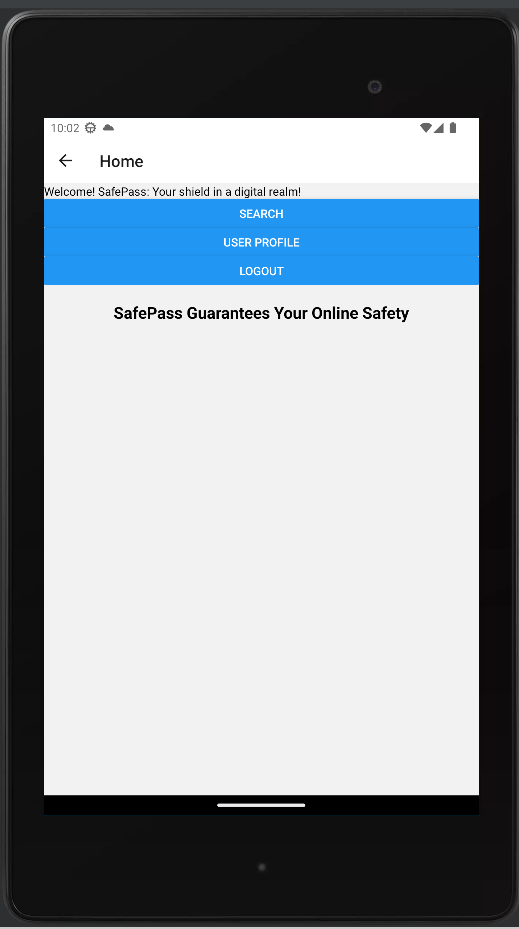 10:02
Home
Welcome! SafePass: Your shield in a digital realm!
SEARCH
USER PROFILE
LOGOUT
SafePass Guarantees Your Online Safety